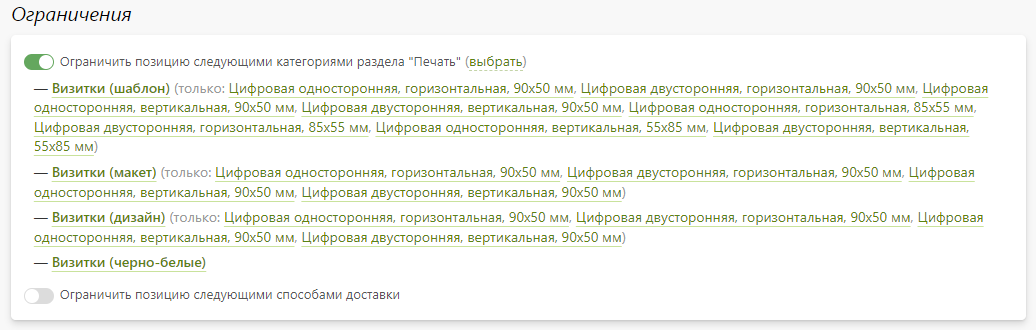 Ограничения
Ограничить позицию следующими категориями раздела "Печать" (выбрать)
— Визитки (шаблон) (только: Цифровая односторонняя, горизонтальная, 90x50 мм, Цифровая двусторонняя, горизонтальная, 90x50 мм, Цифровая
односторонняя, вертикальная, 90x50 мм, Цифровая двусторонняя, вертикальная, 90x50 мм, Цифровая односторонняя, горизонтальная, 85x55 мм,
Цифровая двусторонняя, горизонтальная, 85x55 мм, Цифровая односторонняя, вертикальная, 55x85 мм, Цифровая двусторонняя, вертикальная,
55x85 мм)
— Визитки (макет) (только: Цифровая односторонняя, горизонтальная, 90x50 мм, Цифровая двусторонняя, горизонтальная, 90x50 мм, Цифровая
односторонняя, вертикальная, 90x50 мм, Цифровая двусторонняя, вертикальная, 90x50 мм)
— Визитки (дизайн) (только: Цифровая односторонняя, горизонтальная, 90x50 мм, Цифровая двусторонняя, горизонтальная, 90x50 мм, Цифровая
односторонняя, вертикальная, 90x50 мм, Цифровая двусторонняя, вертикальная, 90x50 мм)
— Визитки (черно-белые)
Ограничить позицию следующими способами доставки